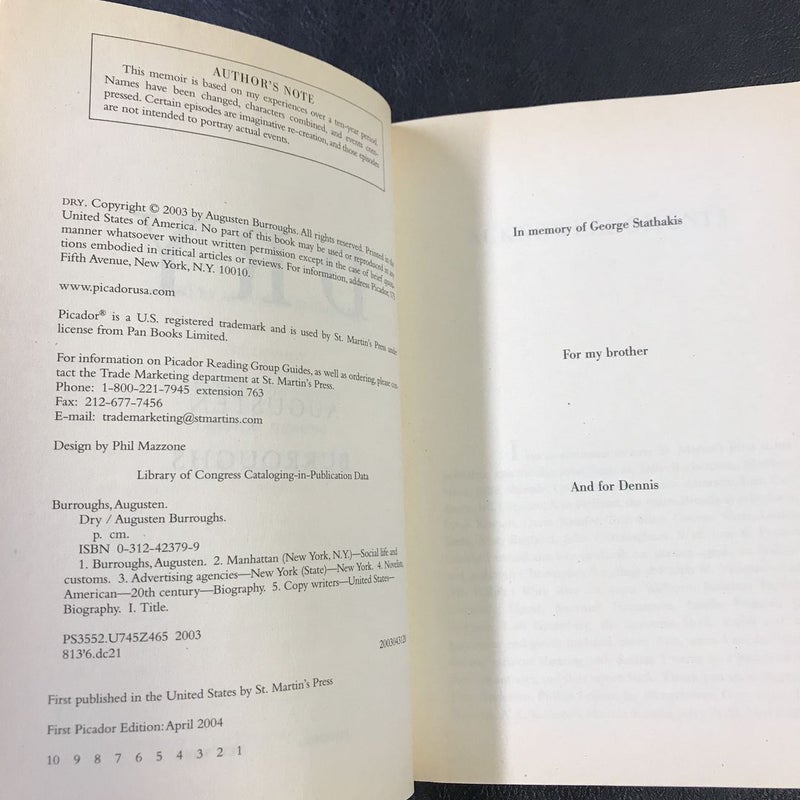 AUTHOR'S NOTE
This memoir is based on my experiences over a ten-year period.
Names have been changed, characters combined, and events com-
pressed. Certain episodes are imaginative re-creation, and those episodes
are not intended to portray actual events.
DRY. Copyright © 2003 by Augusten Burroughs. All rights reserved. Printed in the
United States of America. No part of this book may be used or reproduced in any
manner whatsoever without written permission except in the case of brief quota-
tions embodied in critical articles or reviews. For information, address Picador, 175
Fifth Avenue, New York, N.Y. 10010.
www.picadorusa.com
Picador® is a U.S. registered trademark and is used by St. Martin's Press under
license from Pan Books Limited.
For information on Picador Reading Group Guides, as well as ordering, please con-
tact the Trade Marketing department at St. Martin's Press.
Phone: 1-800-221-7945 extension 763
Fax: 212-677-7456
E-mail: trademarketing@stmartins.com
Design by Phil Mazzone
Library of Congress Cataloging-in-Publication Data
Burroughs, Augusten.
Dry / Augusten Burroughs.
p. cm.
ISBN 0-312-42379-9
1. Burroughs, Augusten. 2. Manhattan (New York, N.Y.)—Social life and
customs. 3. Advertising agencies—New York (State)—New York. 4. Novelists,
American—20th century—Biography. 5. Copy writers—United States—
Biography. I. Title.
PS3552.U745Z465 2003
813'6.dc21
First published in the United States by St. Martin's Press
First Picador Edition: April 2004
10 9 8 7 6 5 4 3 2 1
In memory of George Stathakis
For my brother
And for Dennis